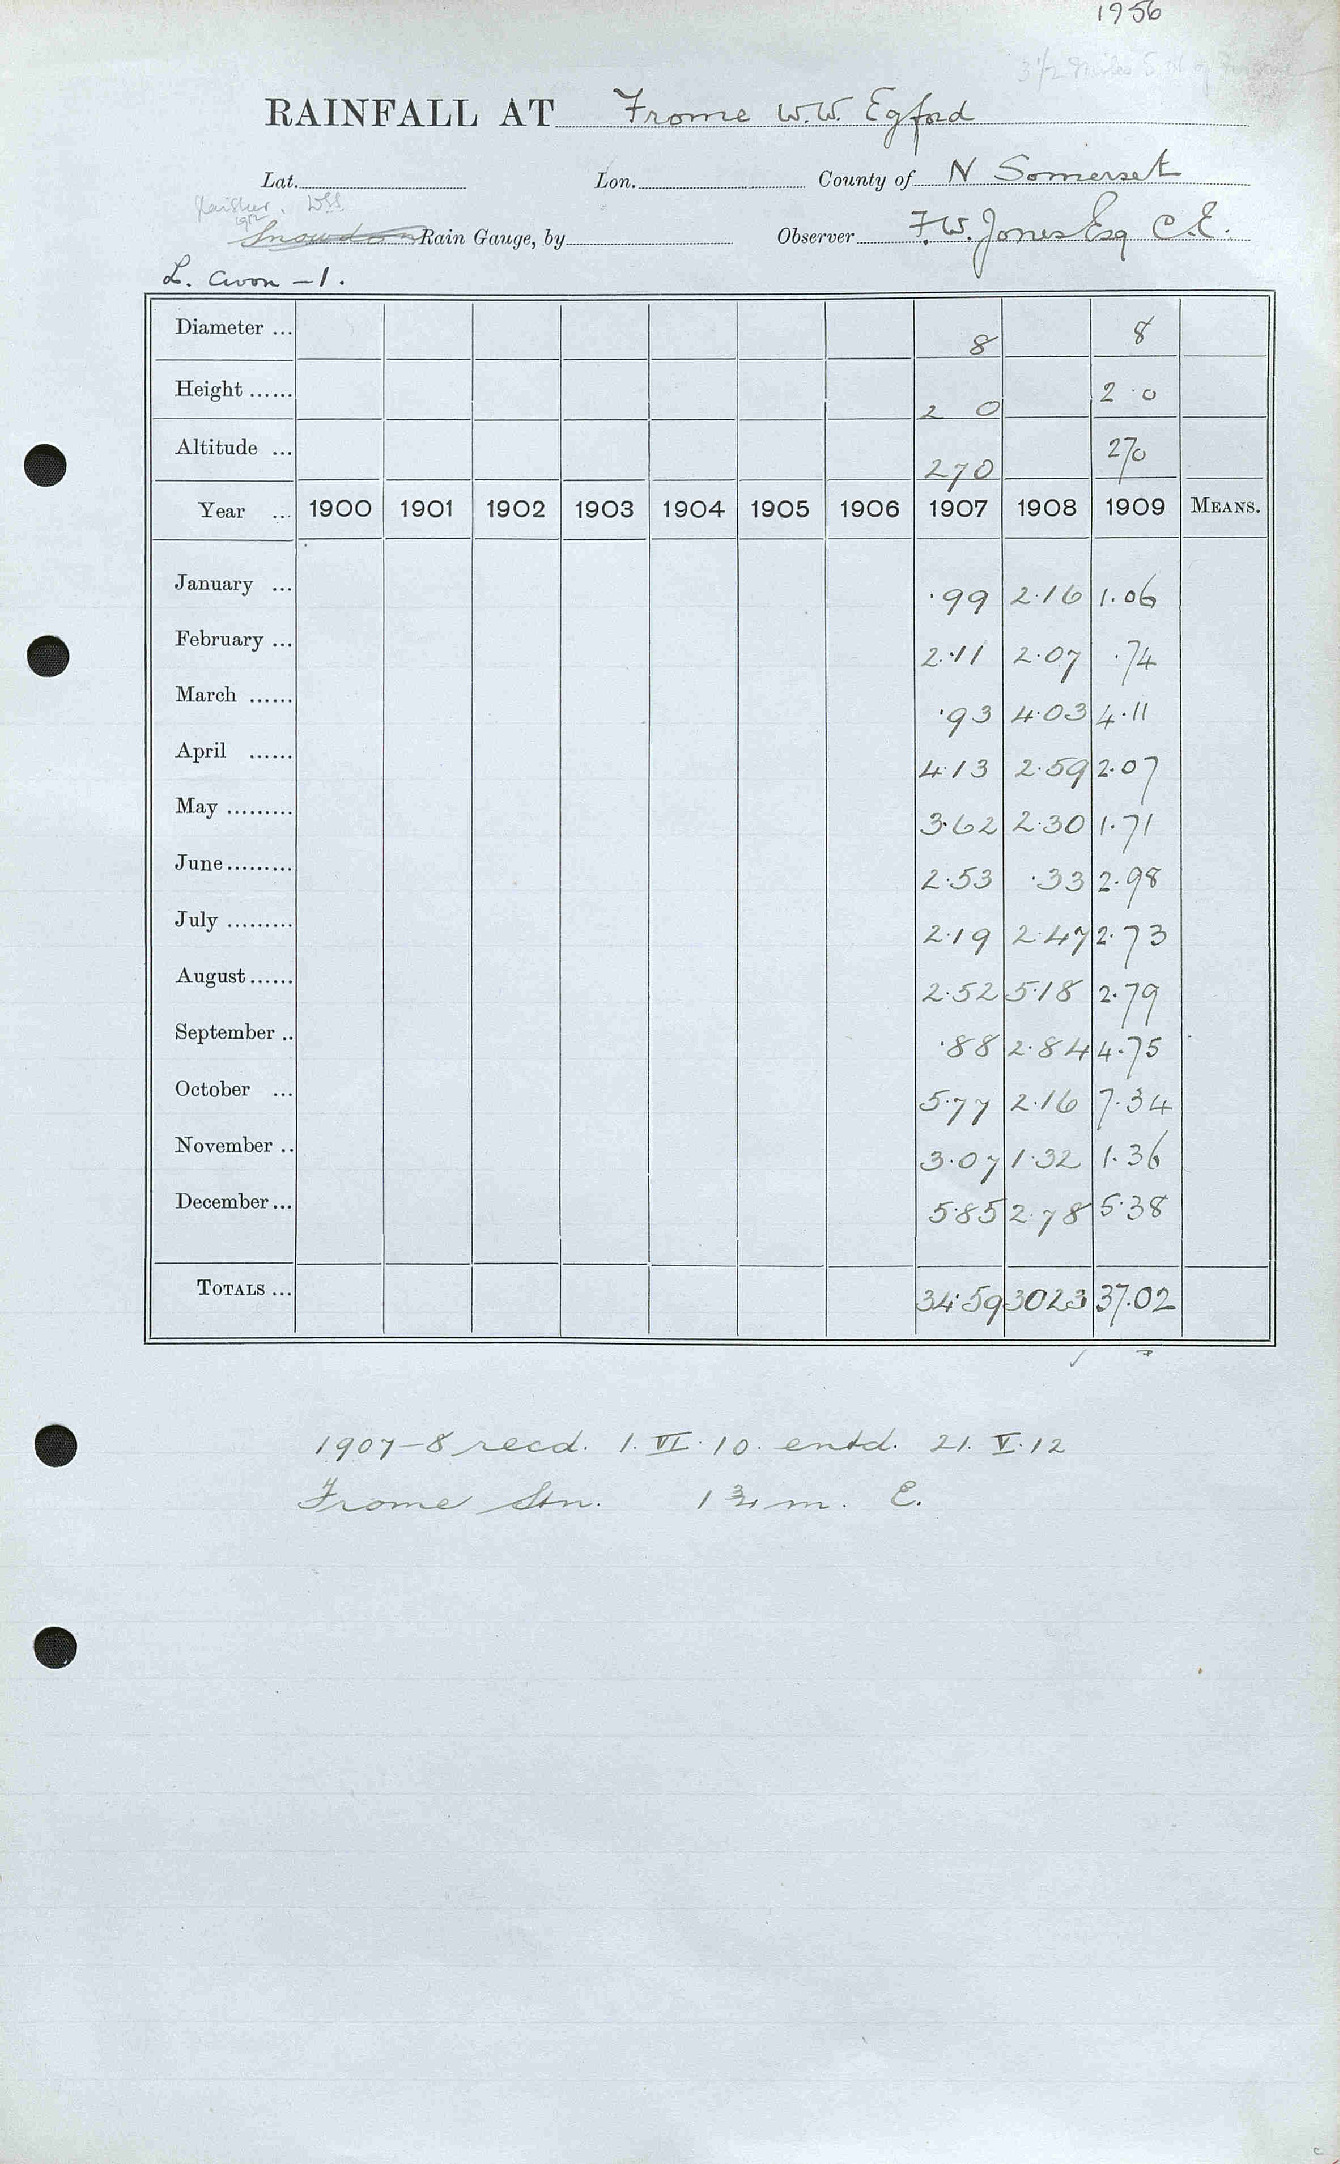 1956
3 1/2 miles S W of Frome
RAINFALL AT Frome W.W. Egford
Lat. Lon. County of N Somerset
Glaisher. WSS
1912
Snowdon Rain Gauge, by Observer F.W. Jones Esq C.E.
L. Avon – 1.
Diameter ... 8 8
Height ...... 2 0 2 0
Altitude ... 270 270
Year ... 1900 1901 1902 1903 1904 1905 1906 1907 1908 1909 MEANS.
January ... ·99 2·16 1.06
February ... 2·11 2·07 ·74
March ...... ·93 4·03 4·11
April ...... 4·13 2·59 2·07
May ......... 3·62 2·30 1·71
June......... 2·53 ·33 2·98
July ......... 2·19 2·47 2·73
August...... 2·52 5·18 2·79
September .. ·88 2·84 4·75
October ... 5·77 2·16 7·34
November .. 3·07 1·32 1·36
December... 5·85 2·78 5·38
TOTALS ... 34·59 3023 37.02
1907–8 recd. 1. VI. 10. entd. 21. V. 12
Frome Stn. 1 3/4 m. E.